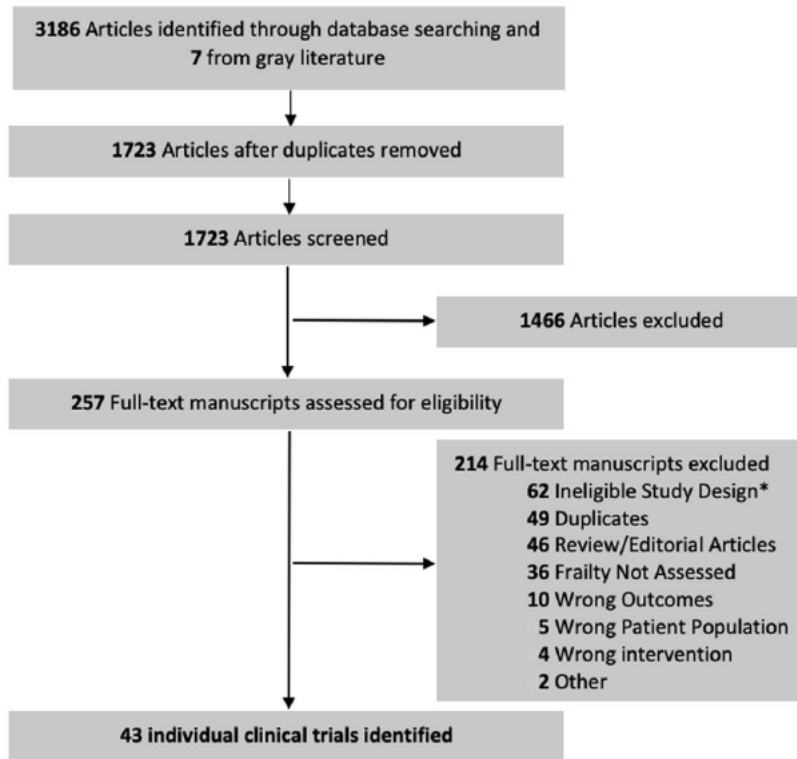 3186 Articles identified through database searching and
7 from gray literature
1723 Articles after duplicates removed
1723 Articles screened
1466 Articles excluded
257 Full-text manuscripts assessed for eligibility
214 Full-text manuscripts excluded
62 Ineligible Study Design*
49 Duplicates
46 Review/Editorial Articles
36 Frailty Not Assessed
10 Wrong Outcomes
5 Wrong Patient Population
4 Wrong intervention
2 Other
43 individual clinical trials identified